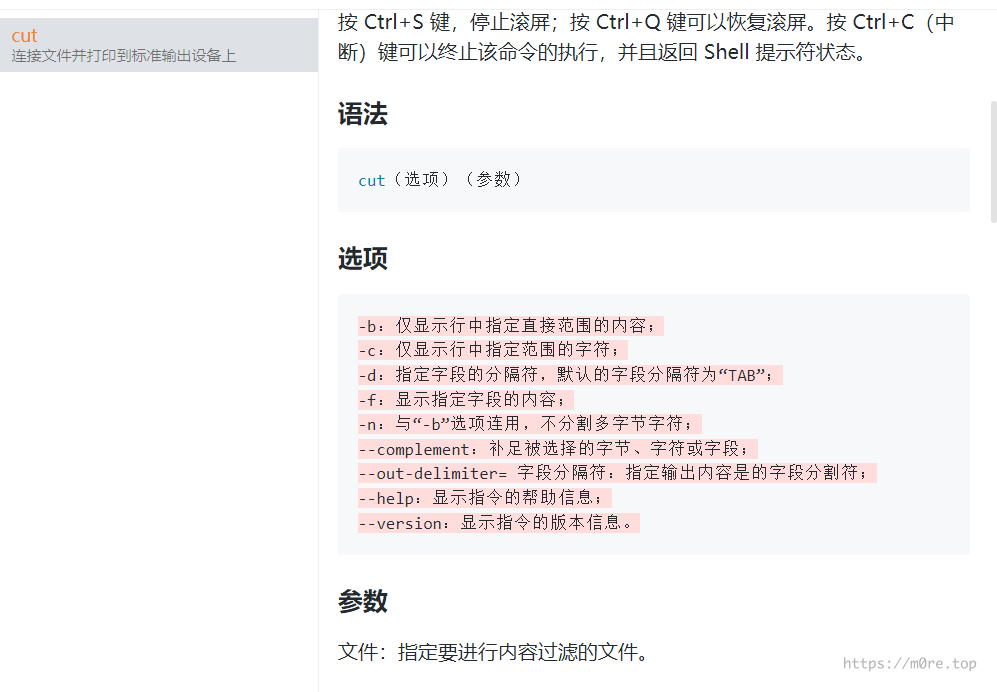 cut
连接文件并打印到标准输出设备上
按 Ctrl+S 键，停止滚屏；按 Ctrl+Q 键可以恢复滚屏。按 Ctrl+C（中
断）键可以终止该命令的执行，并且返回 Shell 提示符状态。
语法
cut（选项）（参数）
选项
-b：仅显示行中指定直接范围的内容；
-c：仅显示行中指定范围的字符；
-d：指定字段的分隔符，默认的字段分隔符为“TAB”；
-f：显示指定字段的内容；
-n：与“-b”选项连用，不分割多字节字符；
--complement：补足被选择的字节、字符或字段；
--out-delimiter= 字段分隔符：指定输出内容是的字段分割符；
--help：显示指令的帮助信息；
--version：显示指令的版本信息。
参数
文件：指定要进行内容过滤的文件。
https://m0re.top